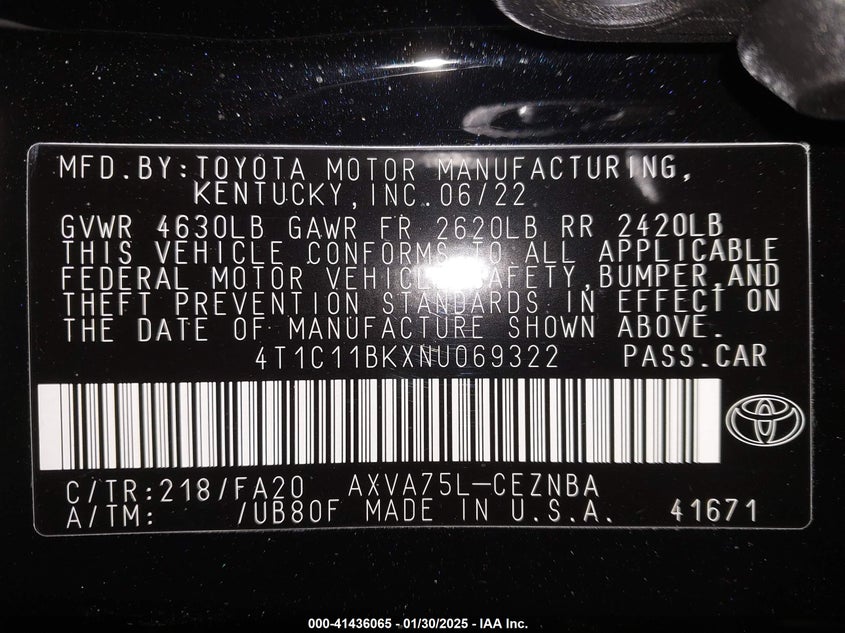 MFD.BY:TOYOTA MOTOR MANUFACTURING,
KENTUCKY,INC.06/22
GVWR 4630LB GAWR FR 2620LB RR 2420LB
THIS VEHICLE CONFORMS TO ALL APPLICABLE
FEDERAL MOTOR VEHICLE SAFETY,BUMPER,AND
THEFT PREVENTION STANDARDS IN EFFECT ON
THE DATE OF MANUFACTURE SHOWN ABOVE.
4T1C11BKXNU069322 PASS.CAR
C/TR:218/FA20 AXVA75L-CEZNBA
A/TM: /UB80F MADE IN U.S.A. 41671
000-41436065 - 01/30/2025 - IAA Inc.